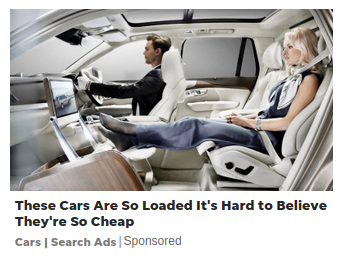 These Cars Are So Loaded It's Hard to Believe
They're So Cheap
Cars | Search Ads | Sponsored